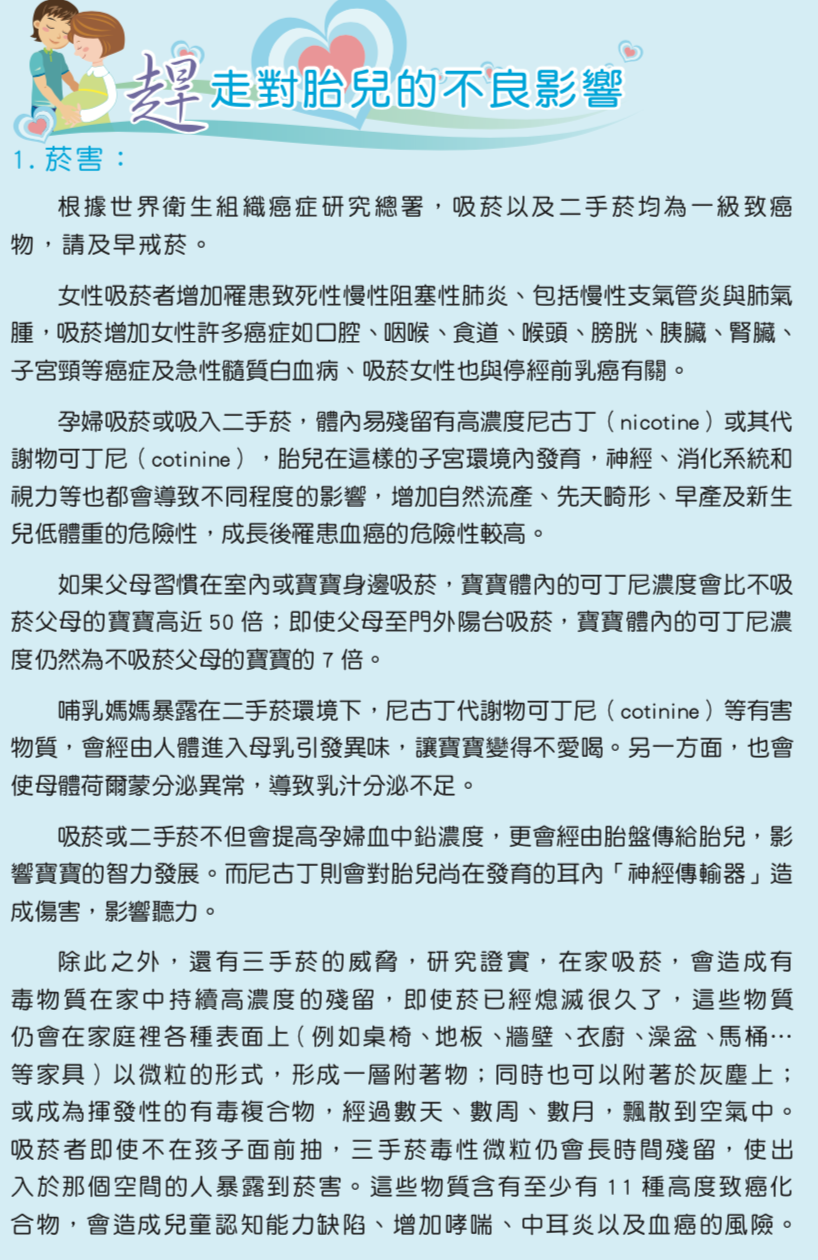 趕走對胎兒的不良影響
1. 菸害：
根據世界衛生組織癌症研究總署，吸菸以及二手菸均為一級致癌
物，請及早戒菸。
女性吸菸者增加罹患致死性慢性阻塞性肺炎、包括慢性支氣管炎與肺氣
腫，吸菸增加女性許多癌症如口腔、咽喉、食道、喉頭、膀胱、胰臟、腎臟、
子宮頸等癌症及急性髓質白血病、吸菸女性也與停經前乳癌有關。
孕婦吸菸或吸入二手菸，體內易殘留有高濃度尼古丁（nicotine）或其代
謝物可丁尼（cotinine），胎兒在這樣的子宮環境內發育，神經、消化系統和
視力等也都會導致不同程度的影響，增加自然流產、先天畸形、早產及新生
兒低體重的危險性，成長後罹患血癌的危險性較高。
如果父母習慣在室內或寶寶身邊吸菸，寶寶體內的可丁尼濃度會比不吸
菸父母的寶寶高近 50 倍；即使父母至門外陽台吸菸，寶寶體內的可丁尼濃
度仍然為不吸菸父母的寶寶的 7 倍。
哺乳媽媽暴露在二手菸環境下，尼古丁代謝物可丁尼（cotinine）等有害
物質，會經由人體進入母乳引發異味，讓寶寶變得不愛喝。另一方面，也會
使母體荷爾蒙分泌異常，導致乳汁分泌不足。
吸菸或二手菸不但會提高孕婦血中鉛濃度，更會經由胎盤傳給胎兒，影
響寶寶的智力發展。而尼古丁則會對胎兒尚在發育的耳內「神經傳輸器」造
成傷害，影響聽力。
除此之外，還有三手菸的威脅，研究證實，在家吸菸，會造成有
毒物質在家中持續高濃度的殘留，即使菸已經熄滅很久了，這些物質
仍會在家庭裡各種表面上（例如桌椅、地板、牆壁、衣廚、澡盆、馬桶…
等家具）以微粒的形式，形成一層附著物；同時也可以附著於灰塵上；
或成為揮發性的有毒複合物，經過數天、數周、數月，飄散到空氣中。
吸菸者即使不在孩子面前抽，三手菸毒性微粒仍會長時間殘留，使出
入於那個空間的人暴露到菸害。這些物質含有至少有 11 種高度致癌化
合物，會造成兒童認知能力缺陷、增加哮喘、中耳炎以及血癌的風險。